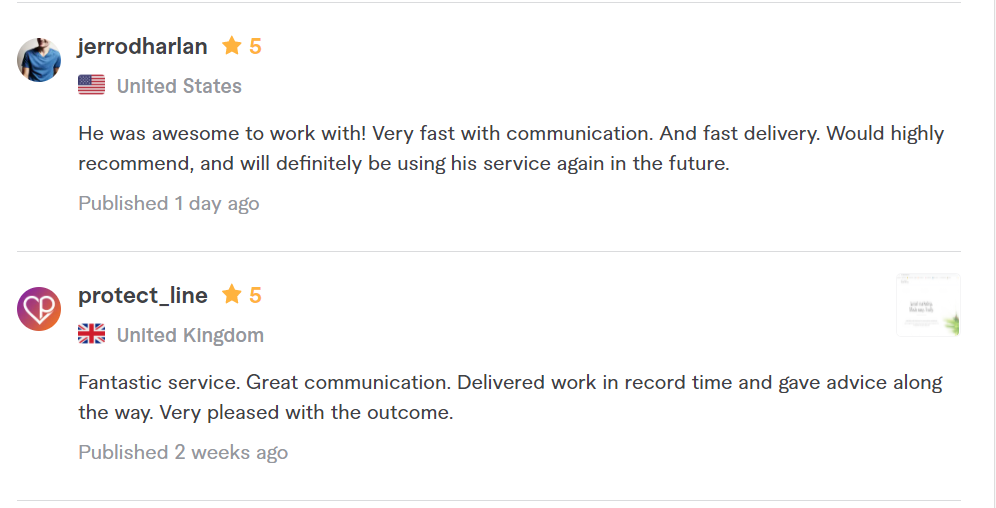 jerrodharlan 5
United States
He was awesome to work with! Very fast with communication. And fast delivery. Would highly
recommend, and will definitely be using his service again in the future.
Published 1 day ago
protect_line 5
United Kingdom
Fantastic service. Great communication. Delivered work in record time and gave advice along
the way. Very pleased with the outcome.
Published 2 weeks ago